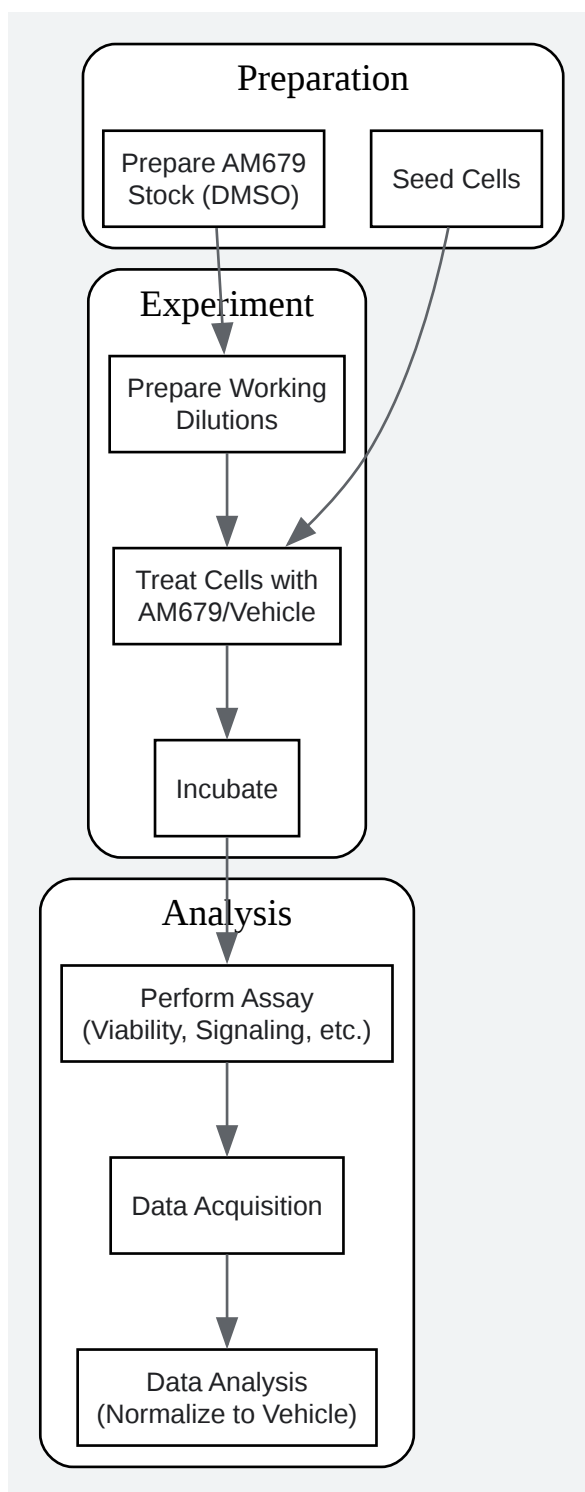 Preparation
Prepare AM679
Stock (DMSO)
Seed Cells
Experiment
Prepare Working
Dilutions
Treat Cells with
AM679/Vehicle
Incubate
Analysis
Perform Assay
(Viability, Signaling, etc.)
Data Acquisition
Data Analysis
(Normalize to Vehicle)